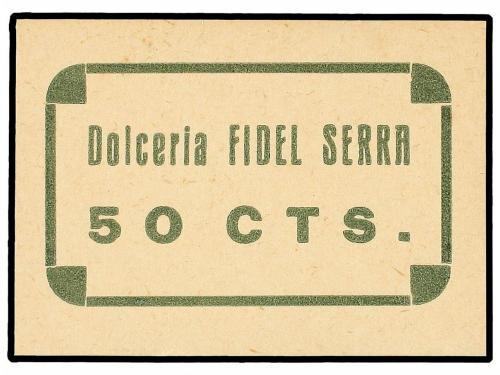 Dolceria FIDEL SERRA
50 CTS.